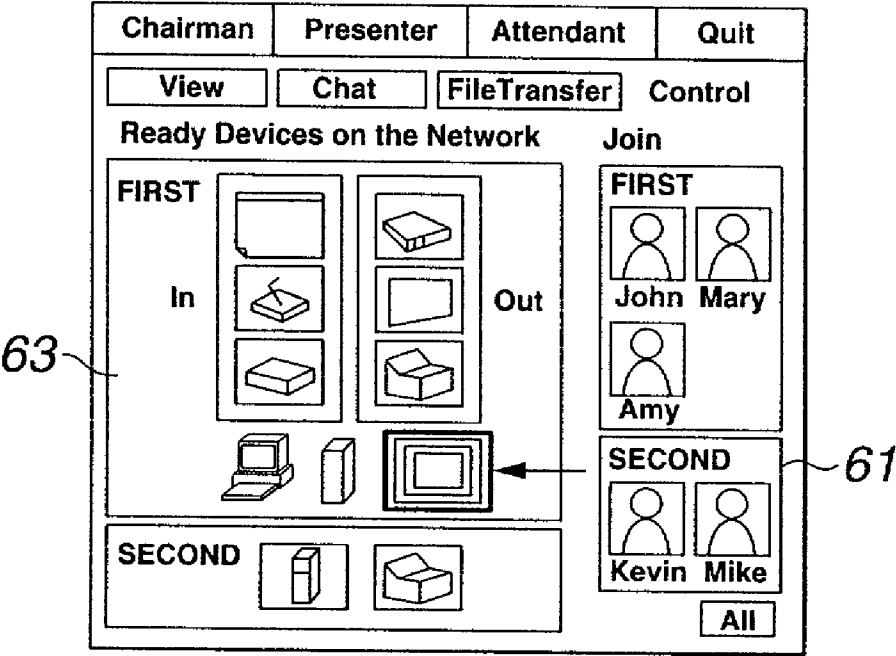 Chairman Presenter Attendant Quit
View Chat FileTransfer Control
Ready Devices on the Network
Join
FIRST
In
Out
FIRST
John Mary
Amy
63
SECOND
Kevin Mike
61
SECOND
All